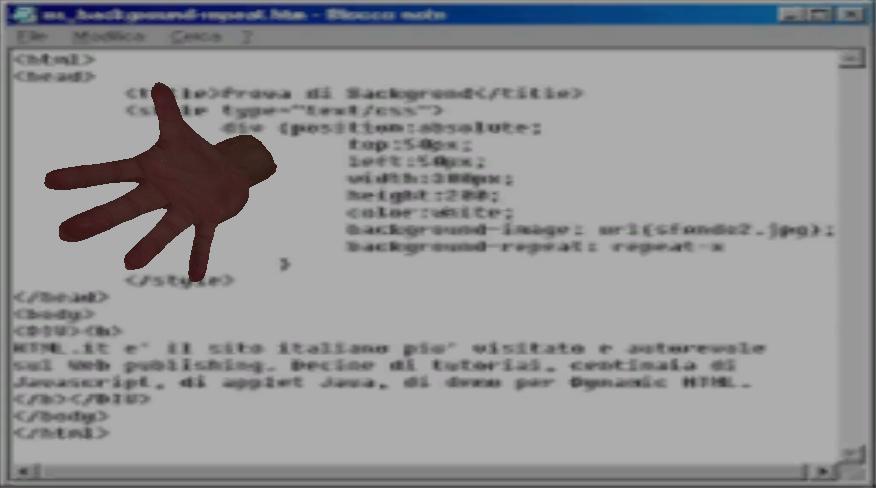 ns_background-repeat.htm - Blocco note
File Modifica Cerca ?
<html>
<head>
<title>Prova di Backgrond</title>
<style type="text/css">
div {position:absolute;
top:50px;
left:50px;
width:300px;
height:200;
color:white;
background-image: url(sfondo2.jpg);
background-repeat: repeat-x
}
</style>
</head>
<body>
<DIV><b>
HTML.it e' il sito italiano piu' visitato e autorevole
sul Web publishing. Decine di tutorial, centinaia di
Javascript, di applet Java, di demo per Dynamic HTML.
</b></DIV>
</body>
</html>